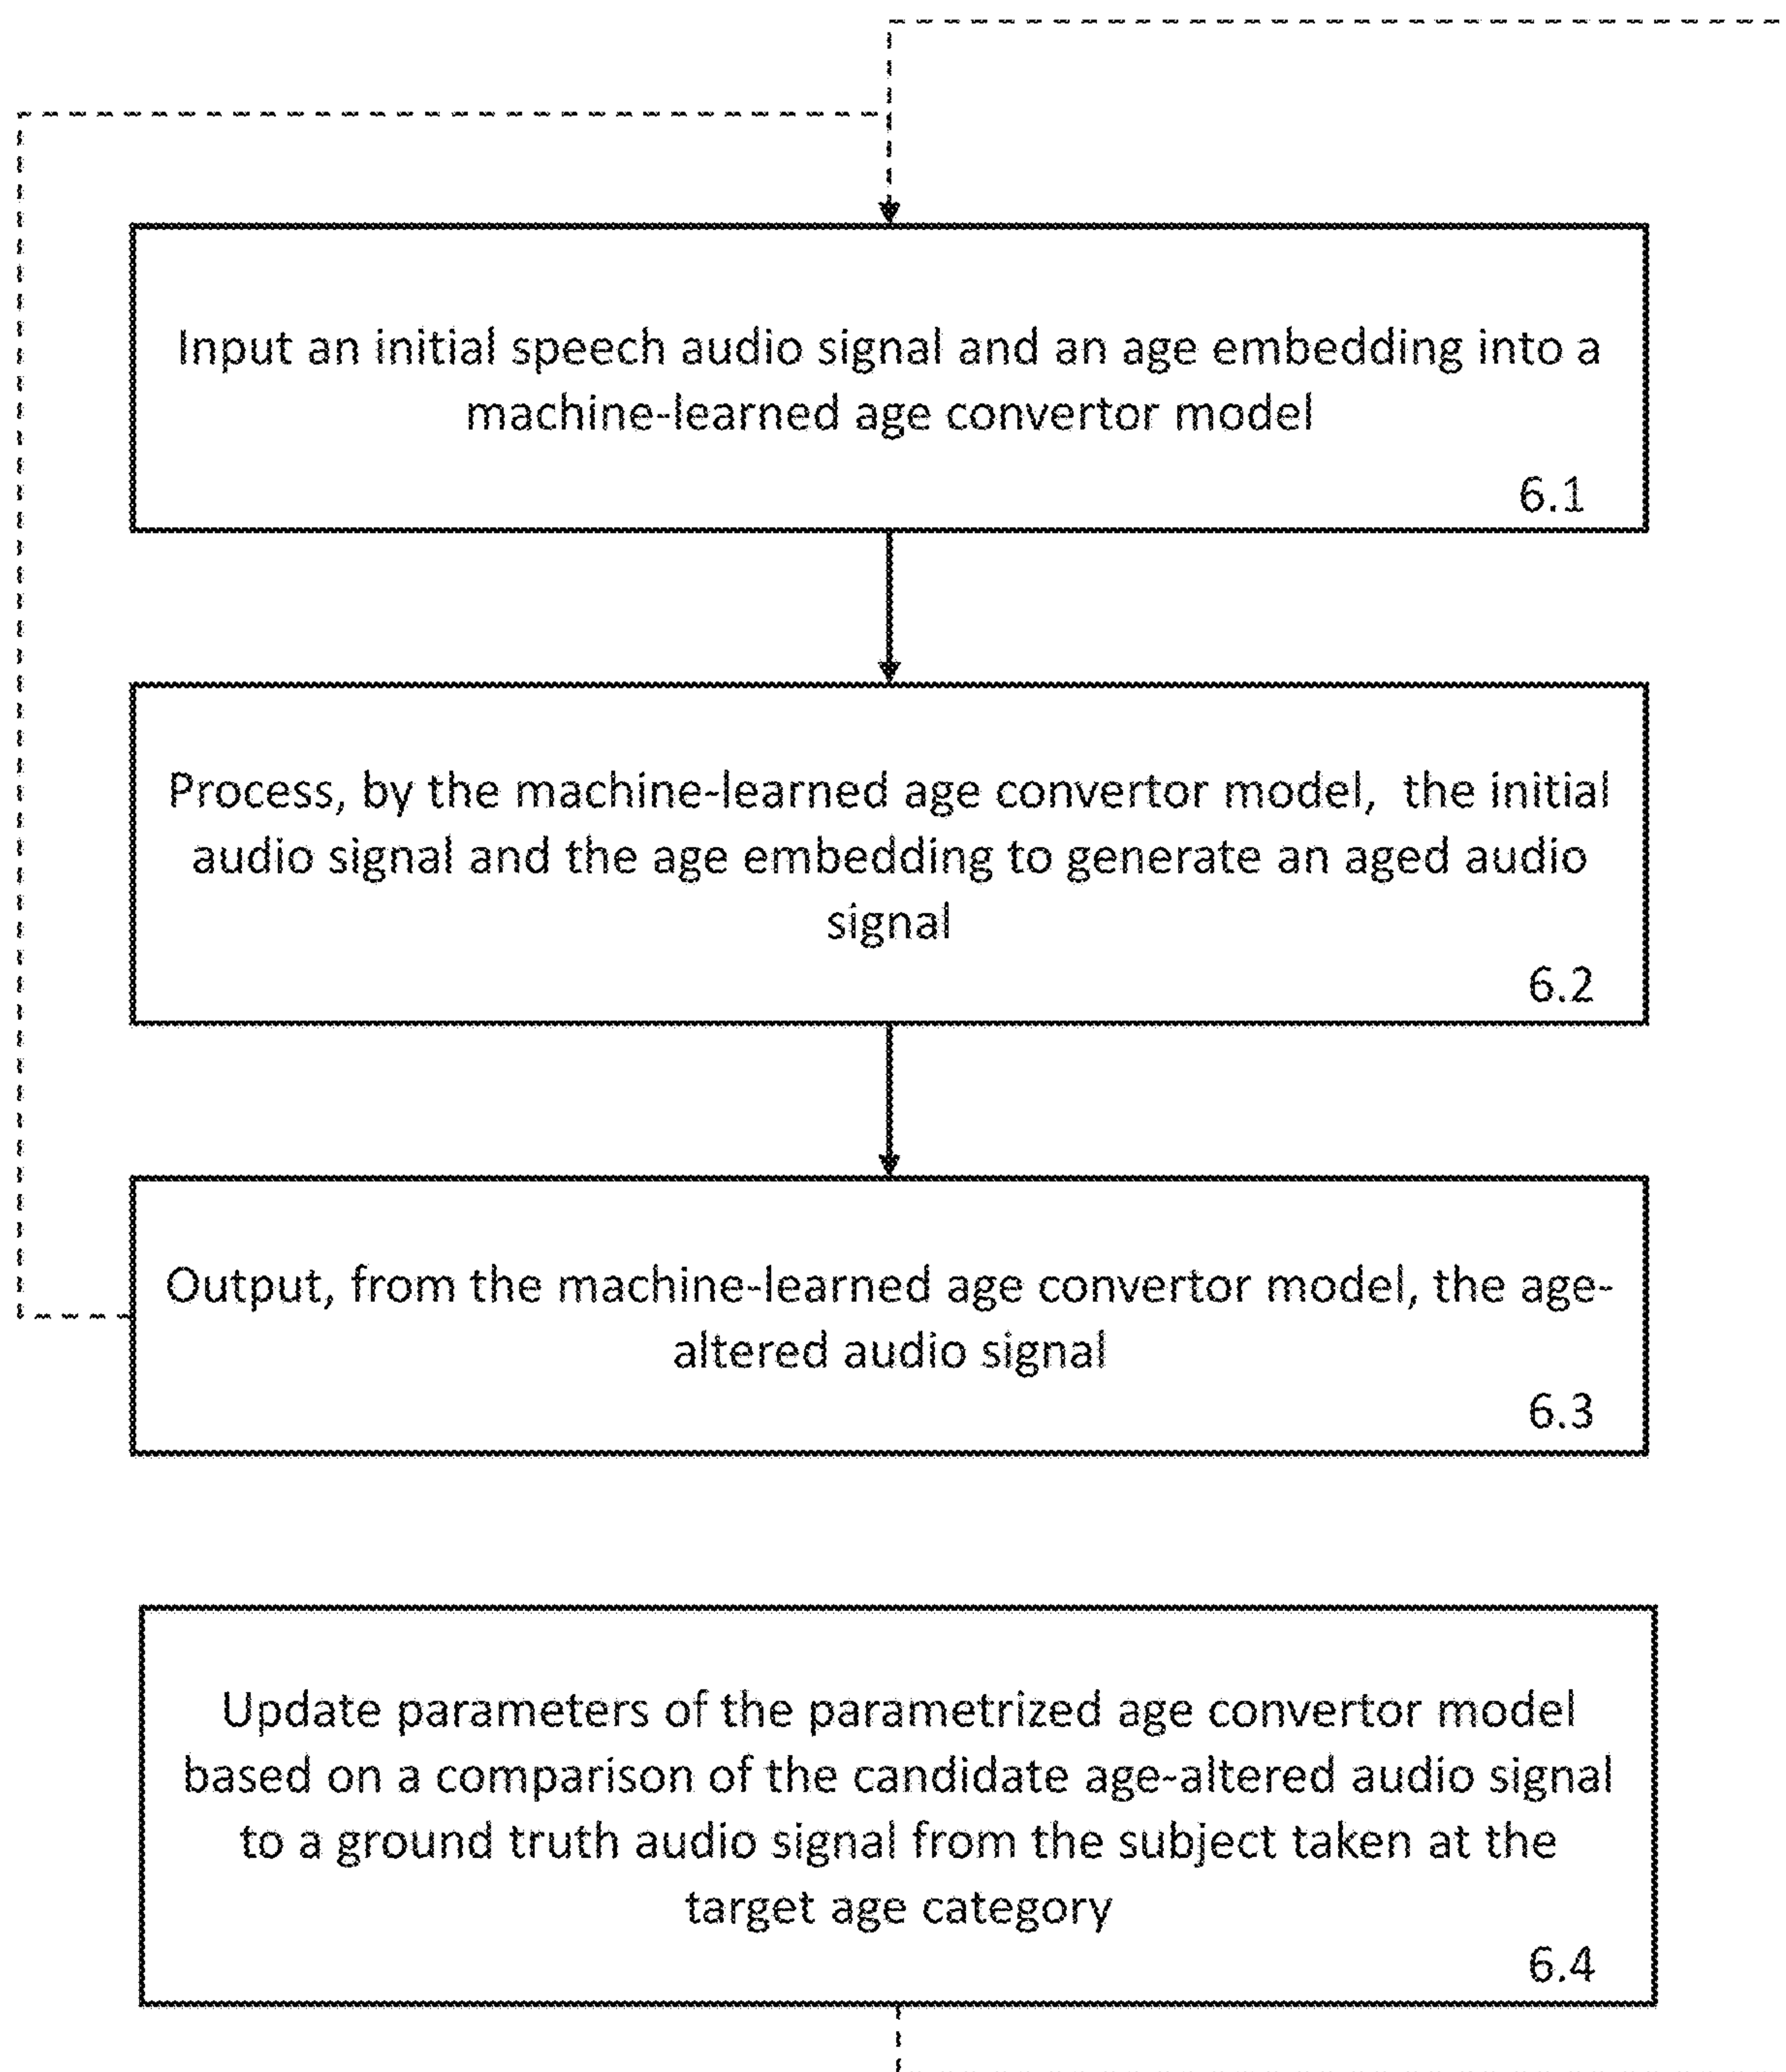 Input an initial speech audio signal and an age embedding into a
machine-learned age convertor model
6.1
Process, by the machine-learned age convertor model,  the initial
audio signal and the age embedding to generate an aged audio
signal
6.2
Output, from the machine-learned age convertor model, the age-
altered audio signal
6.3
Update parameters of the parametrized age convertor model
based on a comparison of the candidate age-altered audio signal
to a ground truth audio signal from the subject taken at the
target age category
6.4